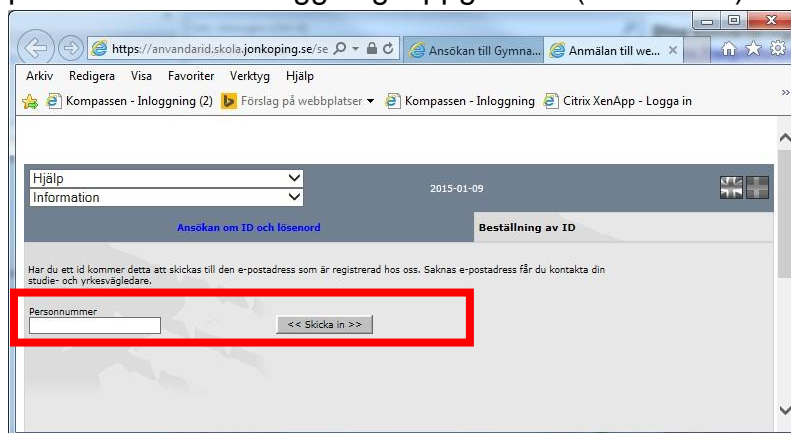 https://anvandarid.skola.jonkoping.se/se
Ansökan till Gymna...
Anmälan till we...
Arkiv Redigera Visa Favoriter Verktyg Hjälp
Kompassen - Inloggning (2) Förslag på webbplatser Kompassen - Inloggning Citrix XenApp - Logga in
Hjälp
2015-01-09
Information
Ansökan om ID och lösenord Beställning av ID
Har du ett id kommer detta att skickas till den e-postadress som är registrerad hos oss. Saknas e-postadress får du kontakta din
studie- och yrkesvägledare.
Personnummer
<< Skicka in >>